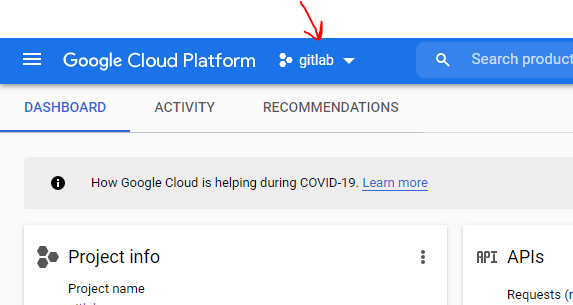 Google Cloud Platform gitlab Search product
DASHBOARD ACTIVITY RECOMMENDATIONS
How Google Cloud is helping during COVID-19. Learn more
Project info
API APIs
Project name
Requests (r